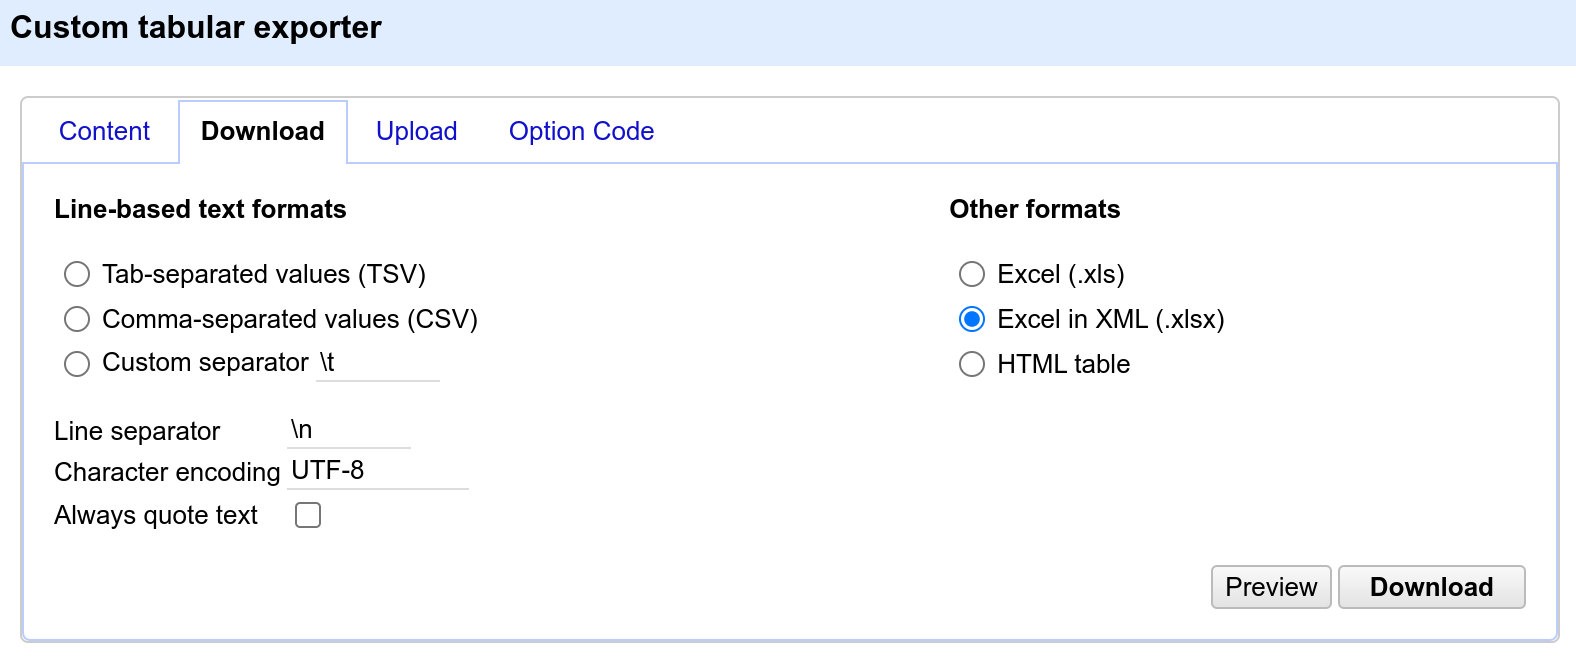 Custom tabular exporter
Content Download Upload Option Code
Line-based text formats
Tab-separated values (TSV)
Comma-separated values (CSV)
Custom separator \t
Line separator \n
Character encoding UTF-8
Always quote text
Other formats
Excel (.xls)
Excel in XML (.xlsx)
HTML table
Preview Download